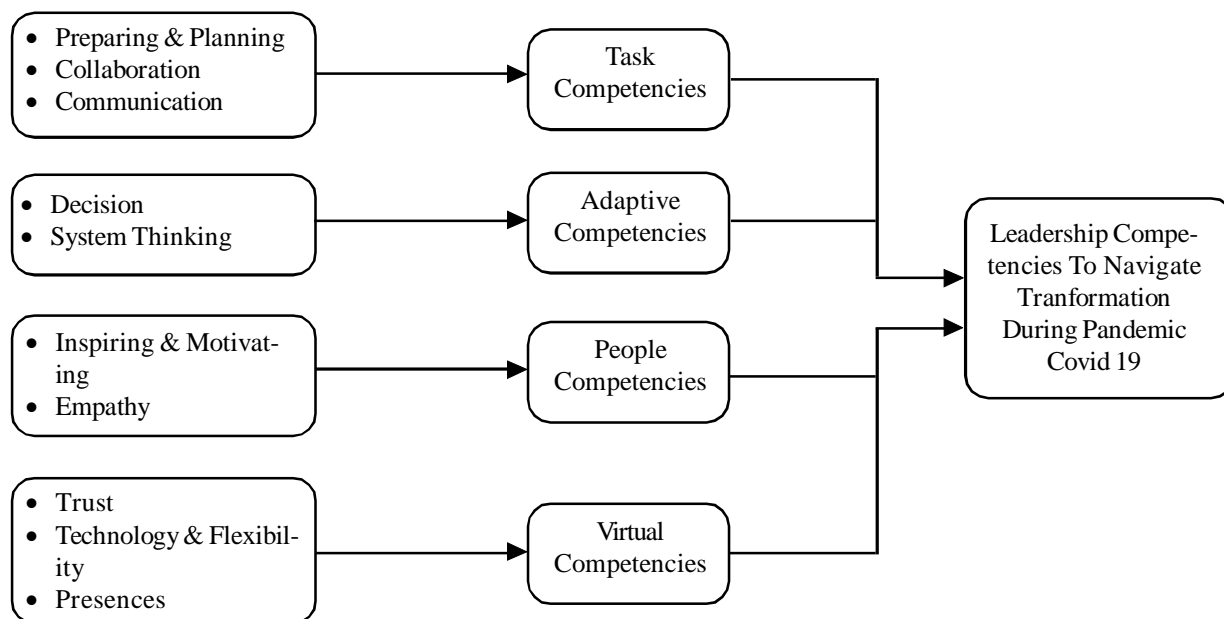 • Preparing & Planning
• Collaboration
• Communication
Task
Competencies
• Decision
• System Thinking
Adaptive
Competencies
• Inspiring & Motivat-
ing
• Empathy
People
Competencies
• Trust
• Technology & Flexibil-
ity
• Presences
Virtual
Competencies
Leadership Compe-
tencies To Navigate
Tranformation
During Pandemic
Covid 19